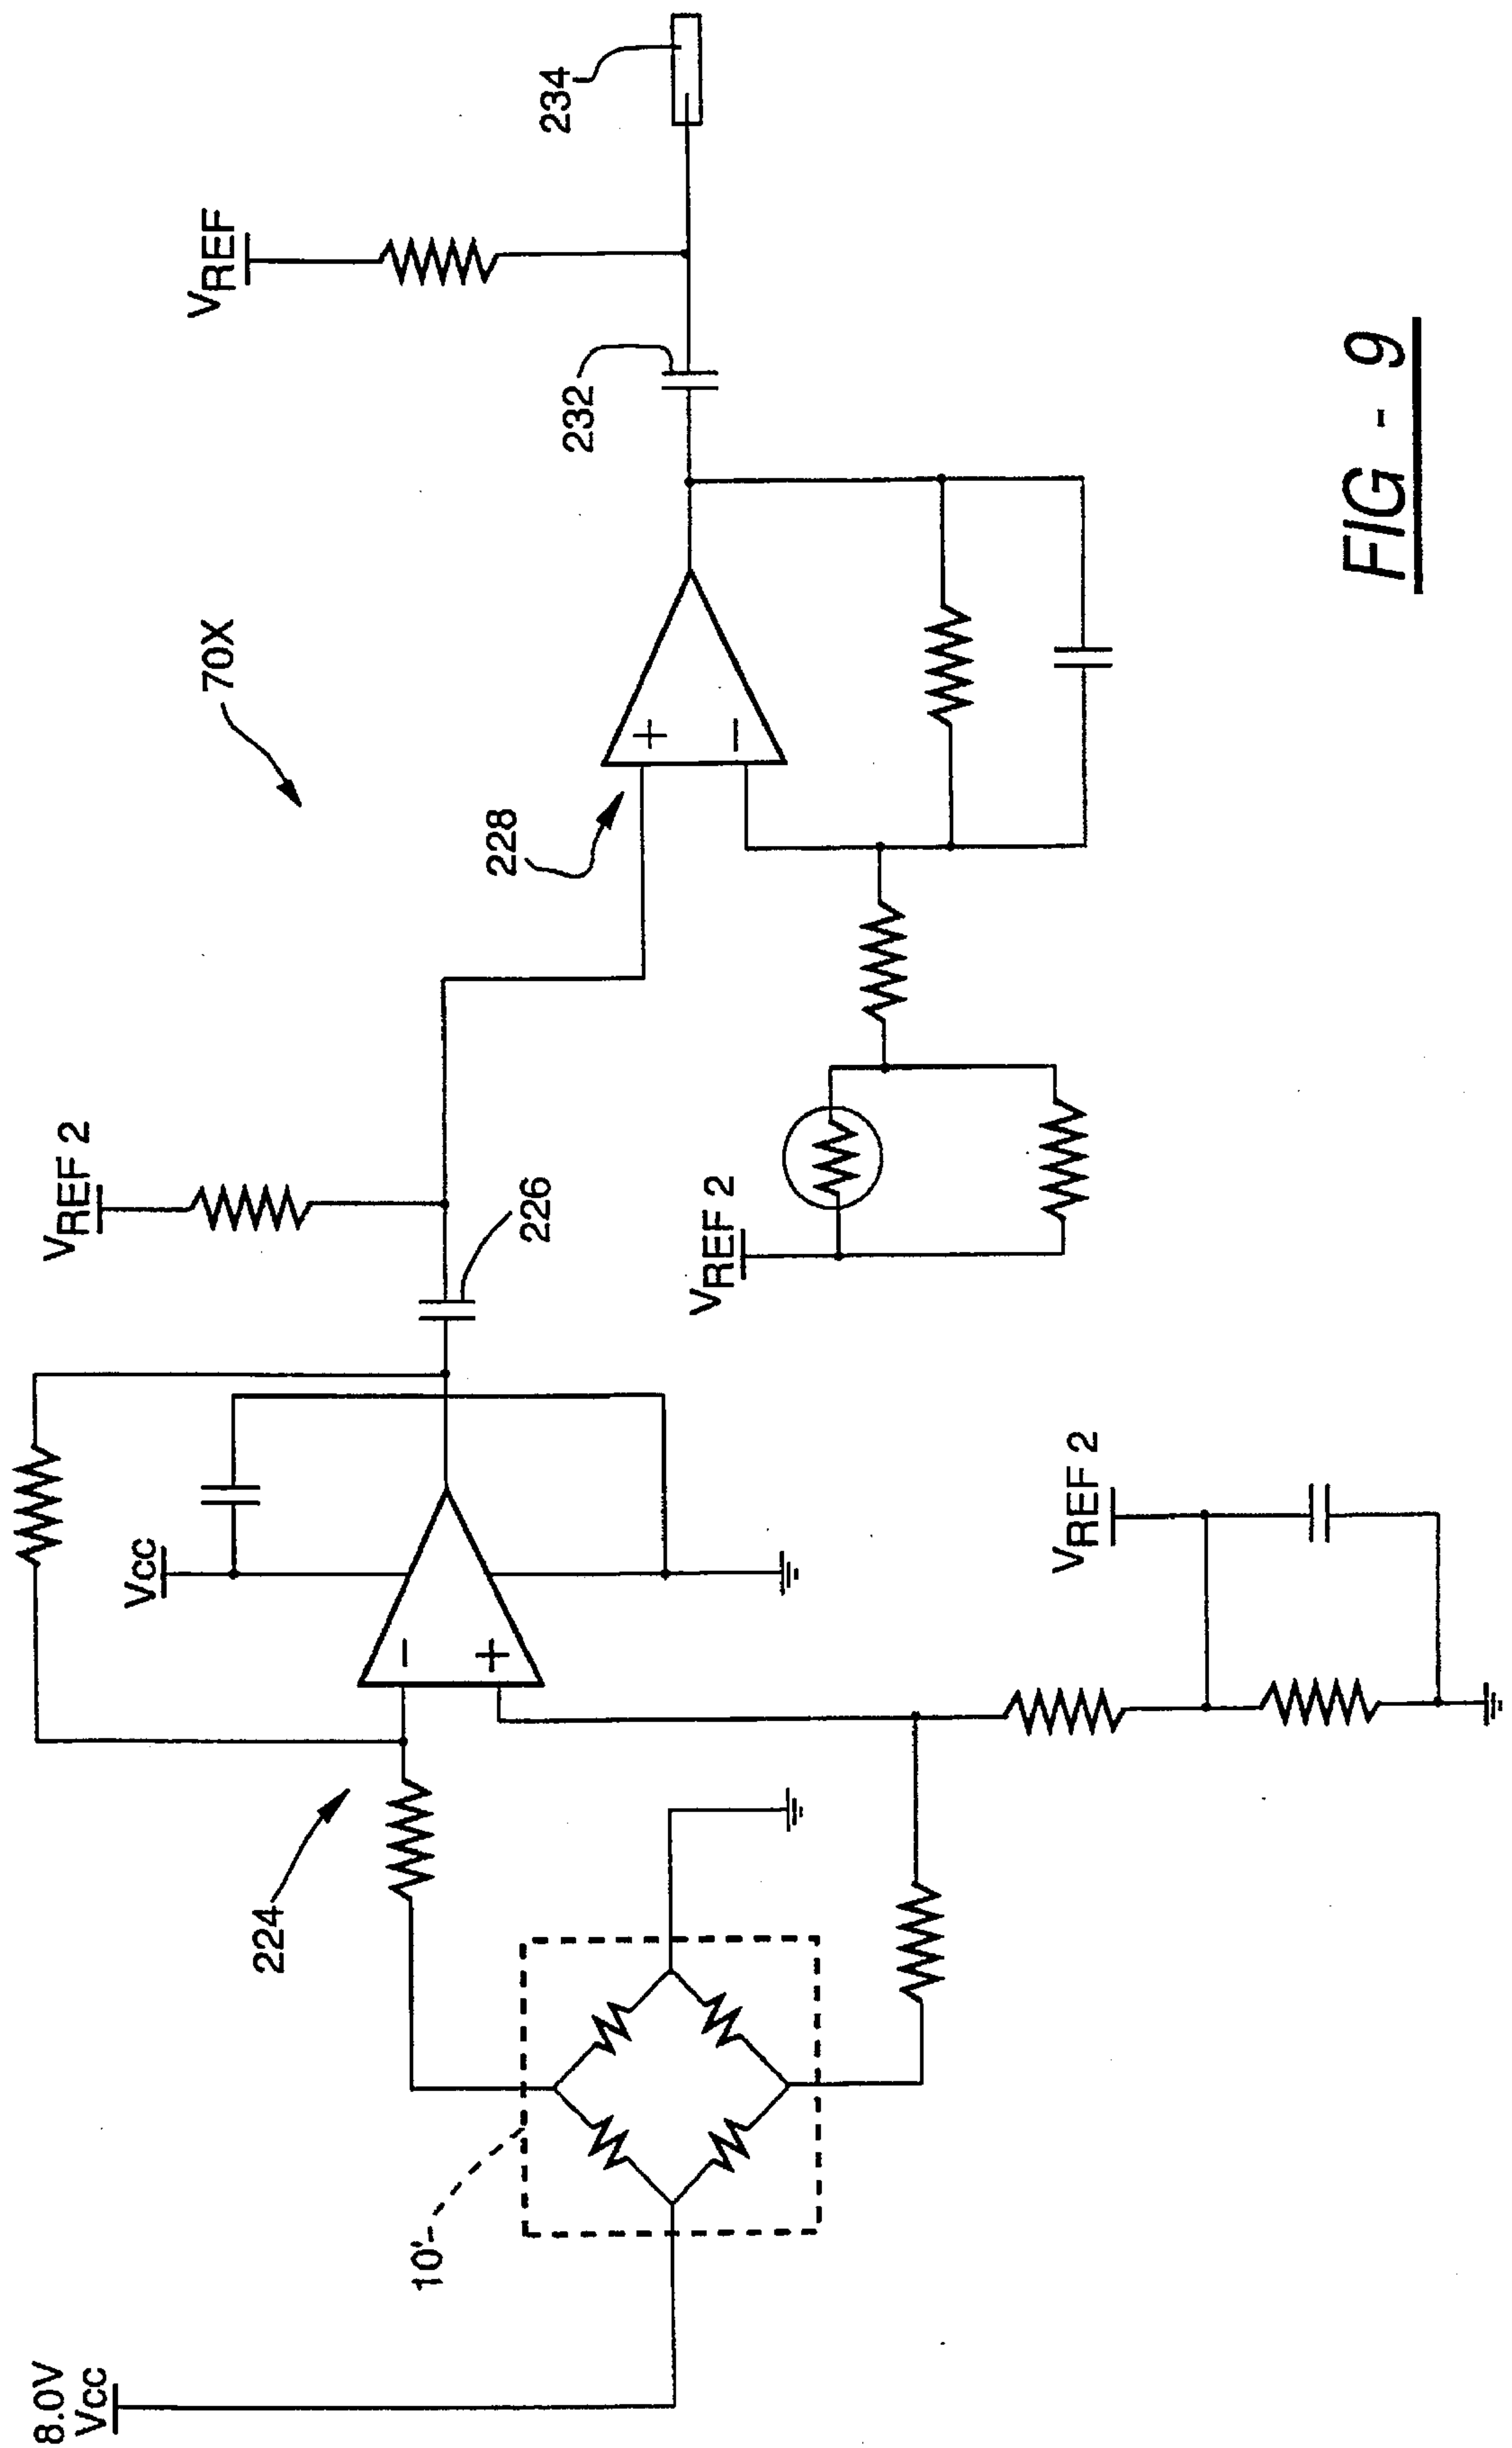 8.0V
Vcc
10'
224
Vcc
−
+
VREF 2
226
VREF 2
VREF 2
70X
228
+
−
232
VREF
234
FIG - 9